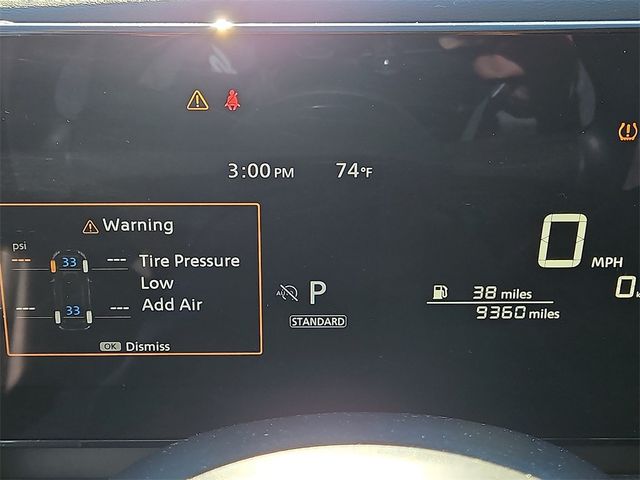 3:00 PM 74°F
Warning
psi
--- 33 --- Tire Pressure
Low
--- 33 --- Add Air
OK Dismiss
P
STANDARD
0 MPH
38 miles
9360 miles
0